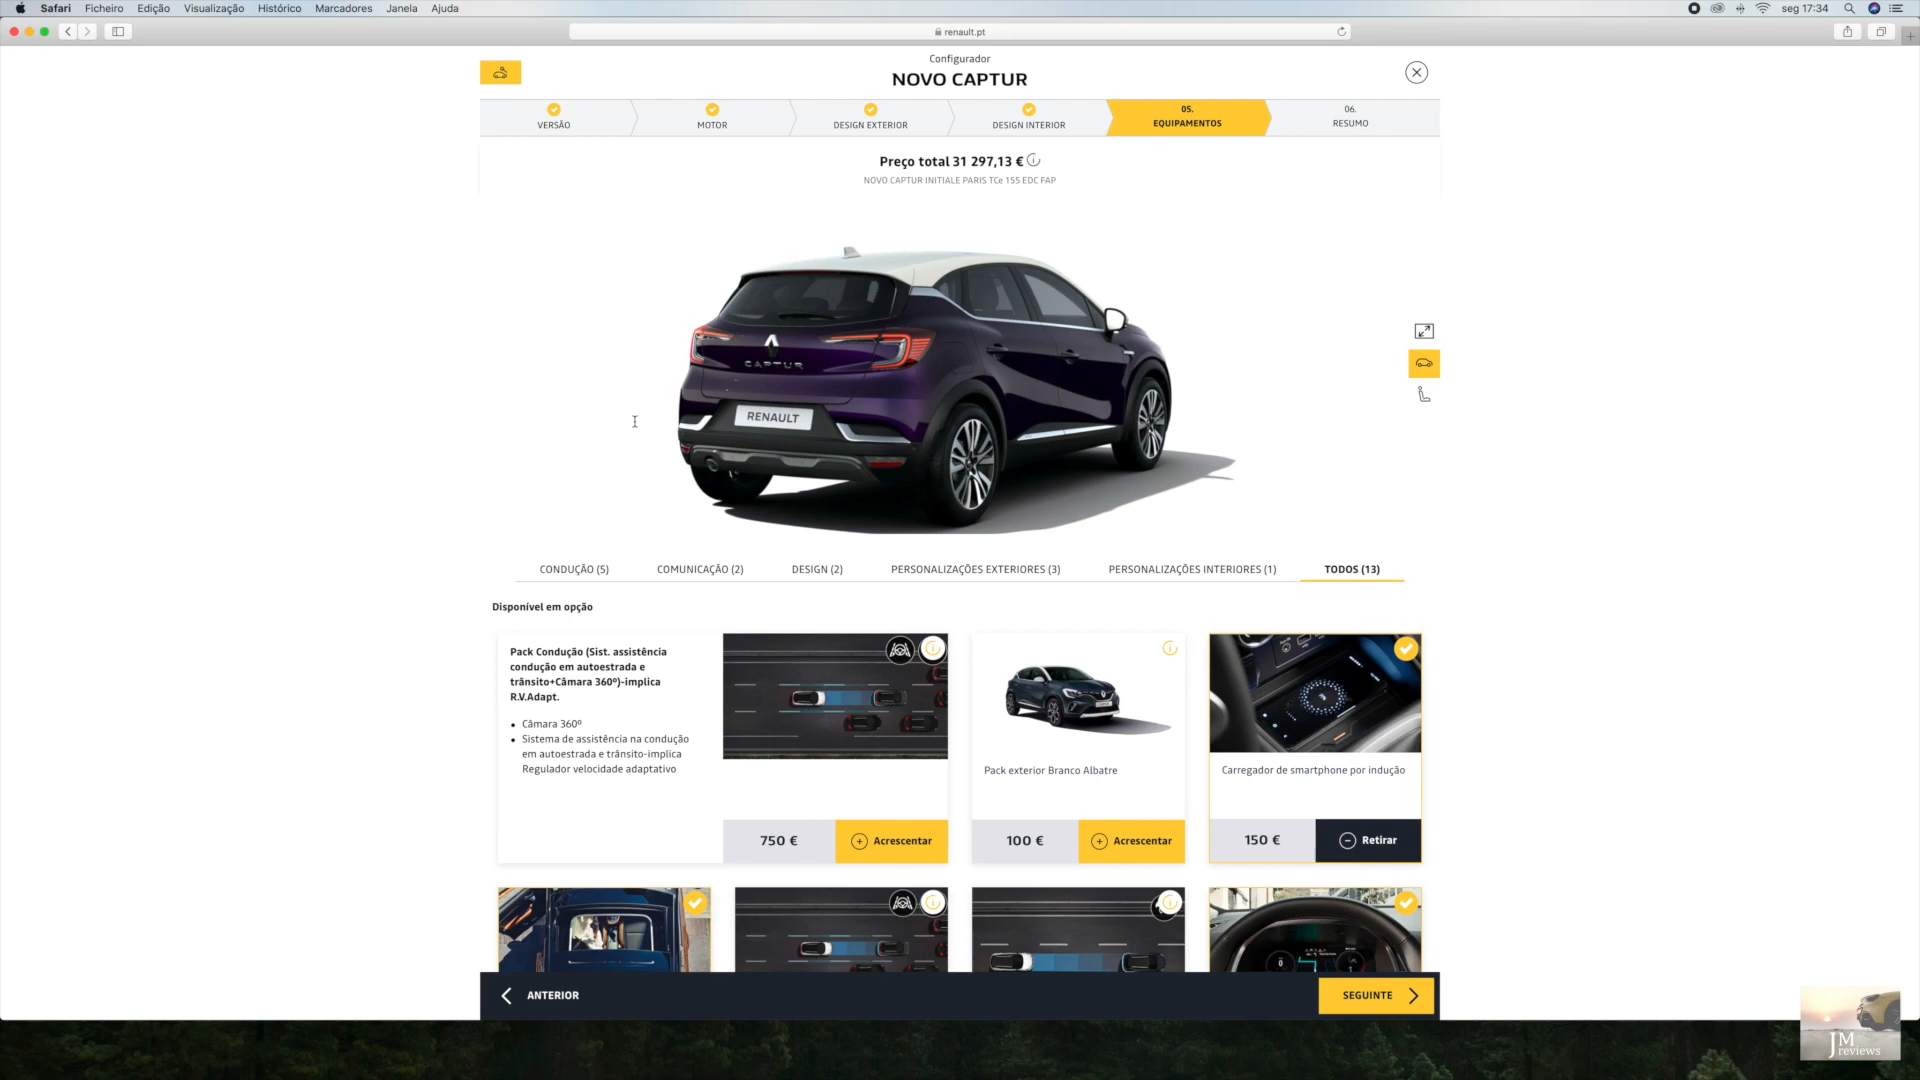 Safari Ficheiro Edição Visualização Histórico Marcadores Janela Ajuda seg 17:34
renault.pt
Configurador
NOVO CAPTUR
VERSÃO
MOTOR
DESIGN EXTERIOR
DESIGN INTERIOR
05.
EQUIPAMENTOS
06.
RESUMO
Preço total 31 297,13 €
NOVO CAPTUR INITIALE PARIS TCe 155 EDC FAP
CAPTUR
RENAULT
CONDUÇÃO (5) COMUNICAÇÃO (2) DESIGN (2) PERSONALIZAÇÕES EXTERIORES (3) PERSONALIZAÇÕES INTERIORES (1) TODOS (13)
Disponível em opção
Pack Condução (Sist. assistência
condução em autoestrada e
trânsito+Câmara 360º)-implica
R.V.Adapt.
• Câmara 360º
• Sistema de assistência na condução
em autoestrada e trânsito-implica
Regulador velocidade adaptativo
750 €
Acrescentar
Pack exterior Branco Albatre
100 €
Acrescentar
Carregador de smartphone por indução
150 €
Retirar
ANTERIOR
SEGUINTE
JM
reviews